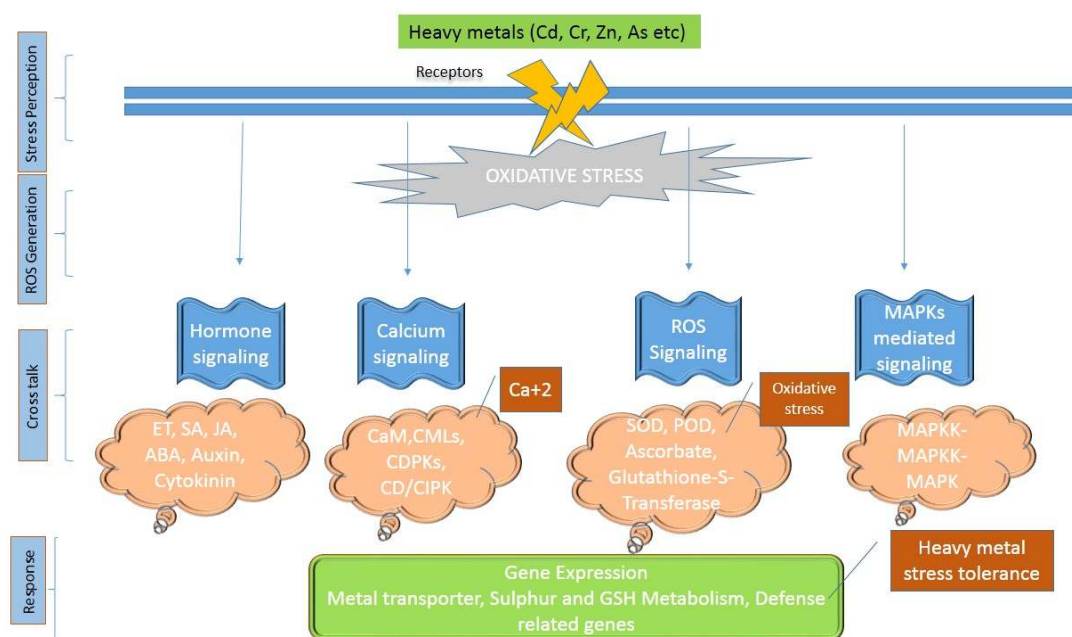 Heavy metals (Cd, Cr, Zn, As etc)
Receptors
Stress Perception
OXIDATIVE STRESS
ROS Generation
Hormone
signaling
Calcium
signaling
ROS
Signaling
MAPKs
mediated
signaling
Cross talk
Ca+2
Oxidative
stress
ET, SA, JA,
ABA, Auxin,
Cytokinin
CaM,CMLs,
CDPKs,
CD/CIPK
SOD, POD,
Ascorbate,
Glutathione-S-
Transferase
MAPKK-
MAPKK-
MAPK
Response
Heavy metal
stress tolerance
Gene Expression
Metal transporter, Sulphur and GSH Metabolism, Defense
related genes